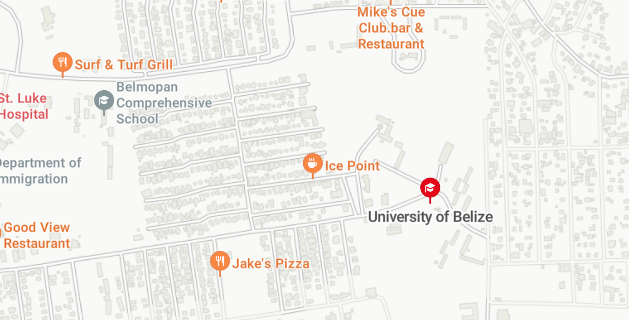 Mike's Cue
Club.bar &
Restaurant
Surf & Turf Grill
Belmopan
Comprehensive
School
St. Luke
Hospital
Department of
Immigration
Ice Point
University of Belize
Good View
Restaurant
Jake's Pizza